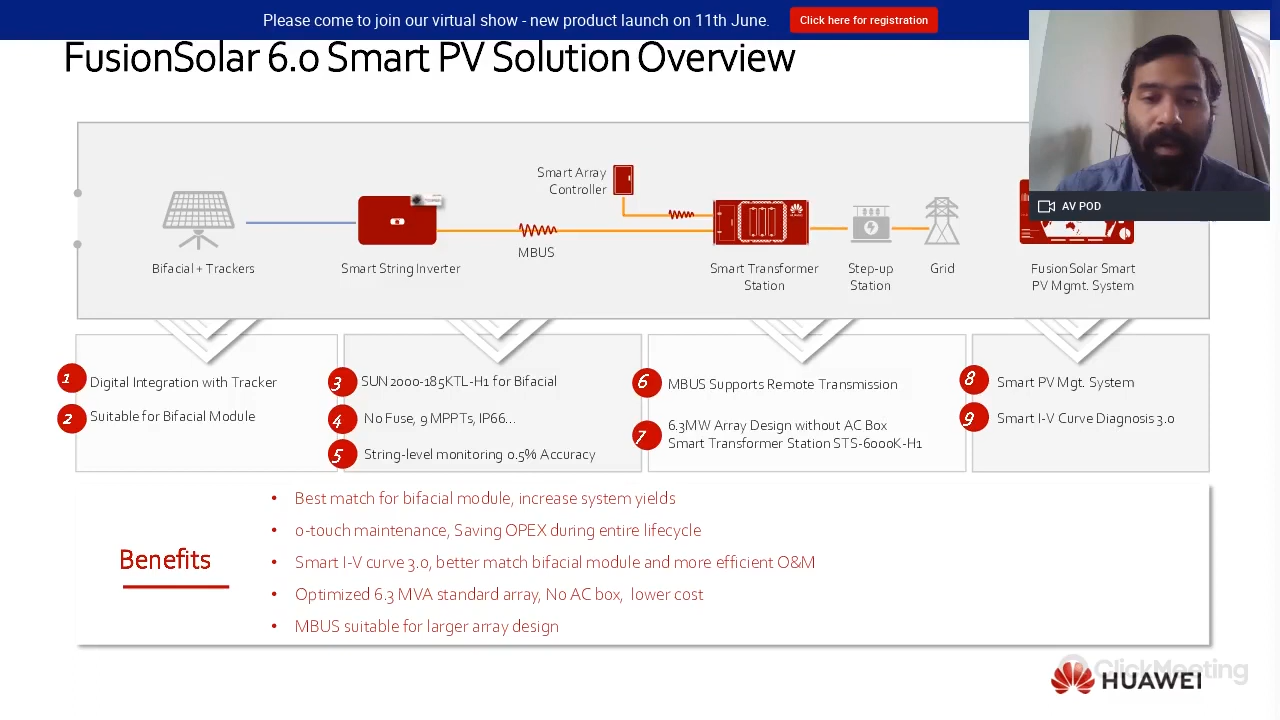 Please come to join our virtual show - new product launch on 11th June.
Click here for registration
FusionSolar 6.0 Smart PV Solution Overview
AV POD
Smart Array
Controller
MBUS
Bifacial + Trackers
Smart String Inverter
Smart Transformer
Station
Step-up
Station
Grid
FusionSolar Smart
PV Mgmt. System
1 Digital Integration with Tracker
2 Suitable for Bifacial Module
3 SUN2000-185KTL-H1 for Bifacial
4 No Fuse, 9 MPPTs, IP66...
5 String-level monitoring 0.5% Accuracy
6 MBUS Supports Remote Transmission
7 6.3MW Array Design without AC Box
Smart Transformer Station STS-6000K-H1
8 Smart PV Mgt. System
9 Smart I-V Curve Diagnosis 3.0
Benefits
• Best match for bifacial module, increase system yields
• 0-touch maintenance, Saving OPEX during entire lifecycle
• Smart I-V curve 3.0, better match bifacial module and more efficient O&M
• Optimized 6.3 MVA standard array, No AC box, lower cost
• MBUS suitable for larger array design
ClickMeeting
HUAWEI